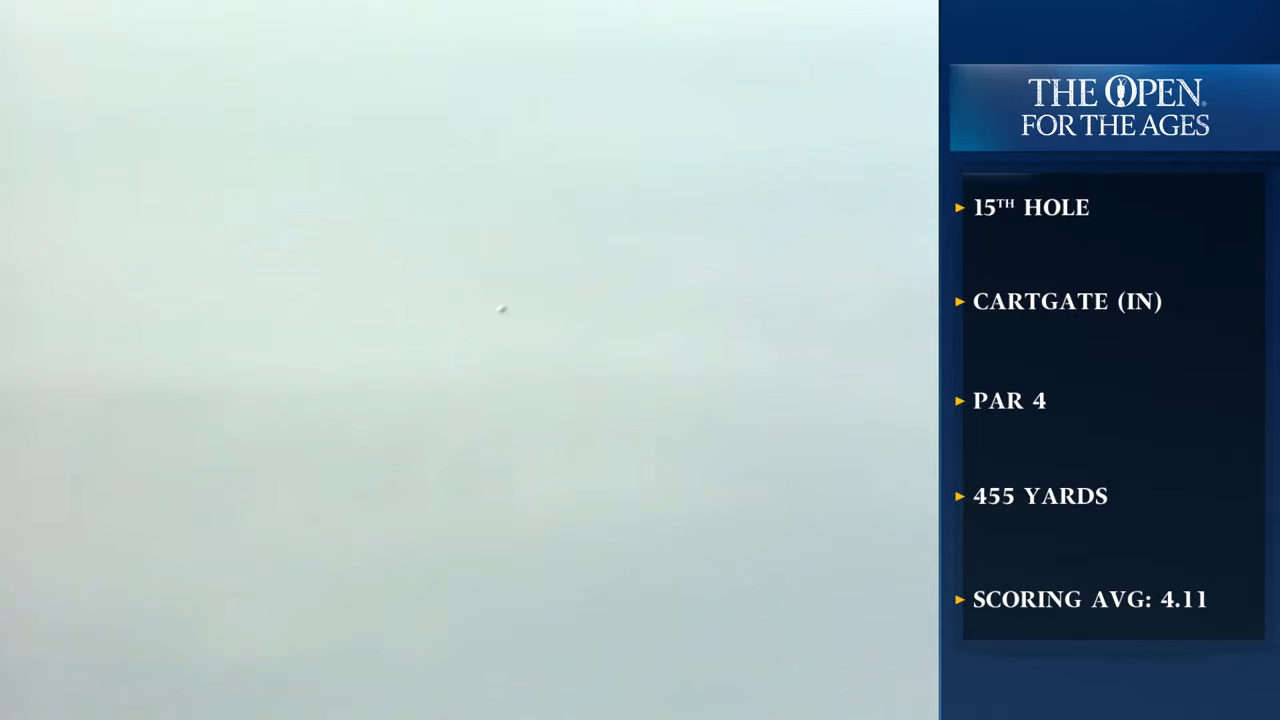 THE OPEN
FOR THE AGES
15TH HOLE
CARTGATE (IN)
PAR 4
455 YARDS
SCORING AVG: 4.11